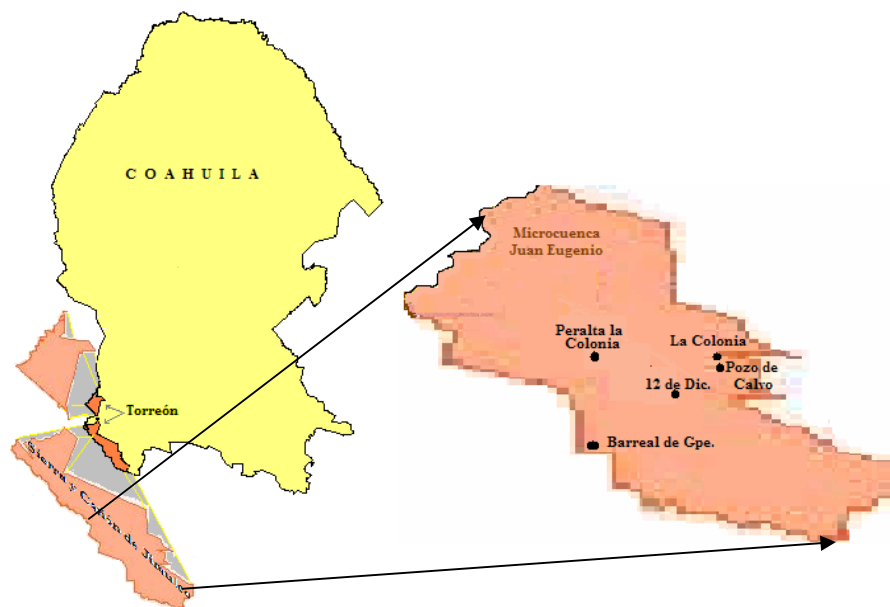 C O A H U I L A
Torreón
Sierra y Cañón de Jimulco
Microcuenca
Juan Eugenio
Peralta la
Colonia
La Colonia
Pozo de
Calvo
12 de Dic.
Barreal de Gpe.